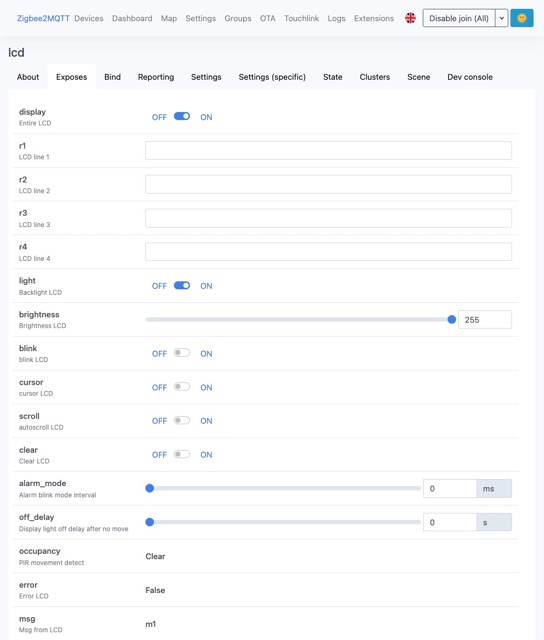 Zigbee2MQTT Devices Dashboard Map Settings Groups OTA Touchlink Logs Extensions Disable join (All)
lcd
About Exposes Bind Reporting Settings Settings (specific) State Clusters Scene Dev console
display
Entire LCD
OFF ON
r1
LCD line 1
r2
LCD line 2
r3
LCD line 3
r4
LCD line 4
light
Backlight LCD
OFF ON
brightness
Brightness LCD
255
blink
blink LCD
OFF ON
cursor
cursor LCD
OFF ON
scroll
autoscroll LCD
OFF ON
clear
Clear LCD
OFF ON
alarm_mode
Alarm blink mode interval
0 ms
off_delay
Display light off delay after no move
0 s
occupancy
PIR movement detect
Clear
error
Error LCD
False
msg
Msg from LCD
m1